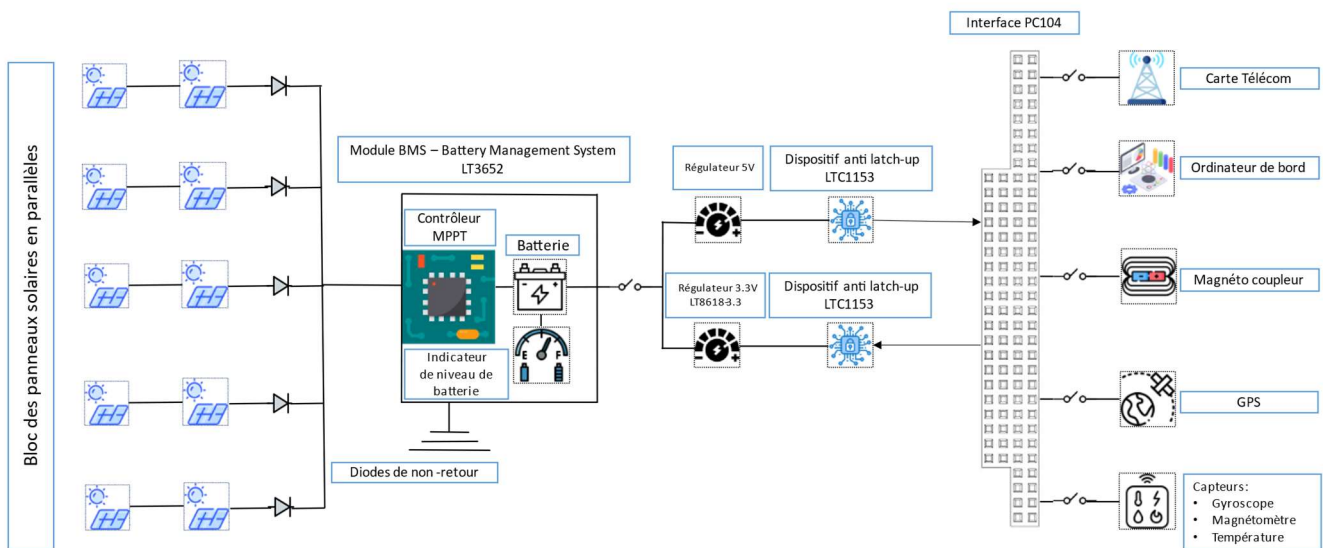 Interface PC104
Bloc des panneaux solaires en parallèles
Module BMS – Battery Management System
LT3652
Contrôleur
MPPT
Batterie
E F
Indicateur
de niveau de
batterie
Diodes de non -retour
Régulateur 5V
Dispositif anti latch-up
LTC1153
Régulateur 3.3V
LT8618-3.3
Dispositif anti latch-up
LTC1153
Carte Télécom
Ordinateur de bord
Magnéto coupleur
GPS
Capteurs :
• Gyroscope
• Magnétomètre
• Température